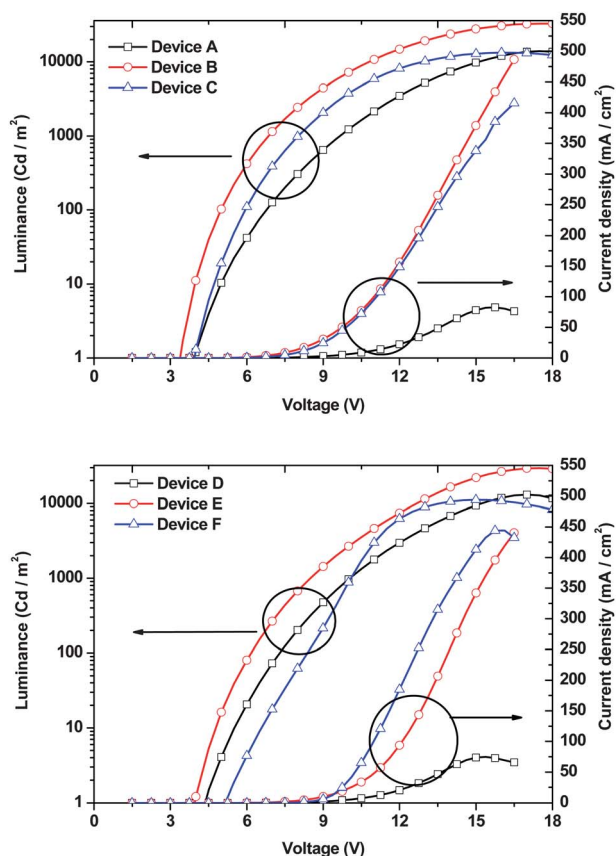 Device A
Device B
Device C
Luminance (Cd / m²)
10000
1000
100
10
1
Current density (mA / cm²)
550
500
450
400
350
300
250
200
150
100
50
0
0 3 6 9 12 15 18
Voltage (V)
Device D
Device E
Device F
Luminance (Cd / m²)
10000
1000
100
10
1
Current density (mA / cm²)
550
500
450
400
350
300
250
200
150
100
50
0
0 3 6 9 12 15 18
Voltage (V)